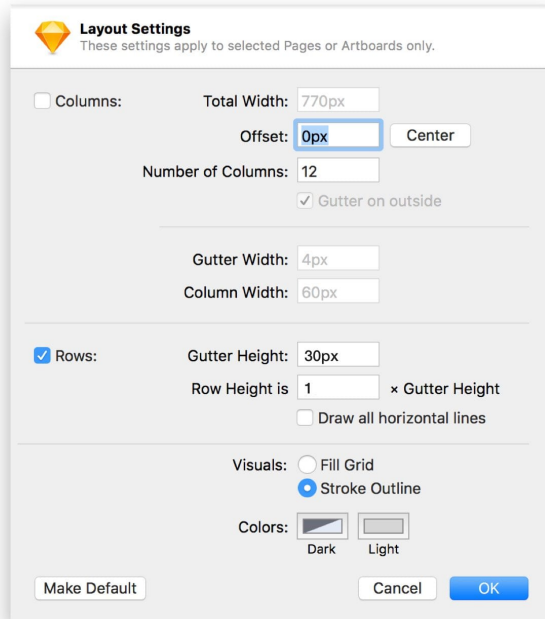 Layout Settings
These settings apply to selected Pages or Artboards only.
Columns: Total Width: 770px
Offset: 0px Center
Number of Columns: 12
Gutter on outside
Gutter Width: 4px
Column Width: 60px
Rows: Gutter Height: 30px
Row Height is 1 × Gutter Height
Draw all horizontal lines
Visuals: Fill Grid
Stroke Outline
Colors:
Dark Light
Make Default Cancel OK